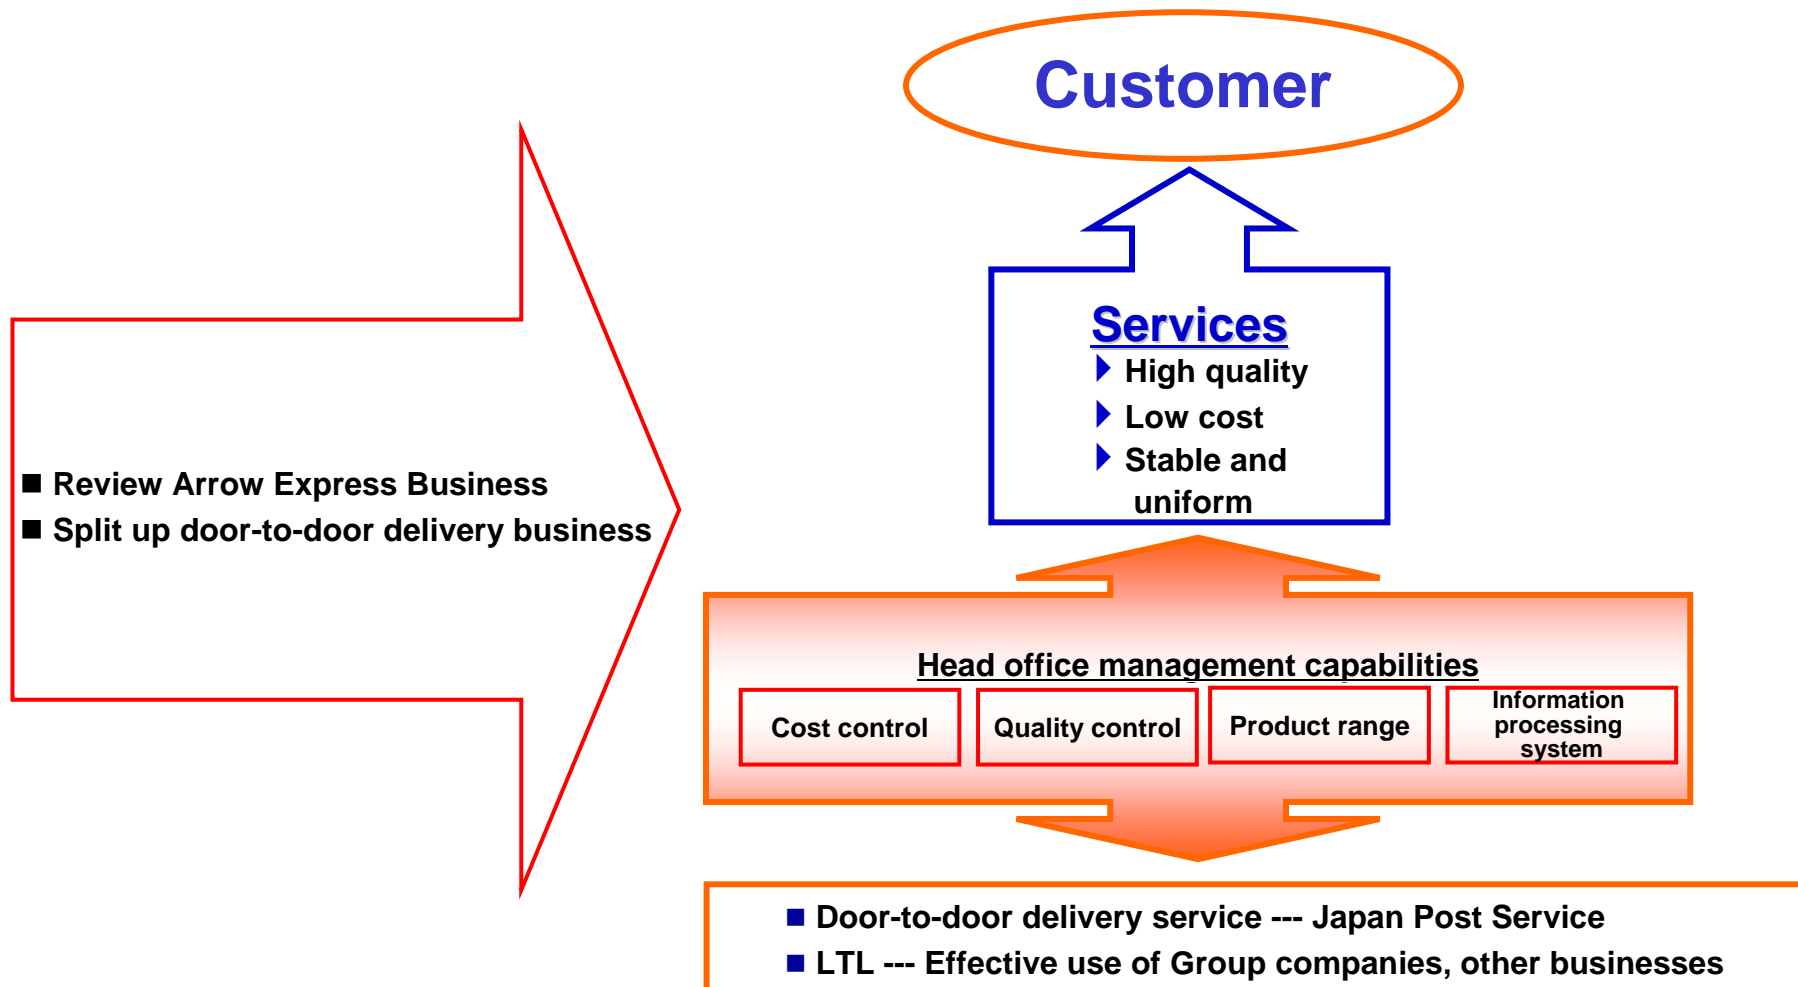 Customer
Services
High quality
Low cost
Stable and
uniform
■ Review Arrow Express Business
■ Split up door-to-door delivery business
Head office management capabilities
Cost control
Quality control
Product range
Information
processing
system
■ Door-to-door delivery service --- Japan Post Service
■ LTL --- Effective use of Group companies, other businesses